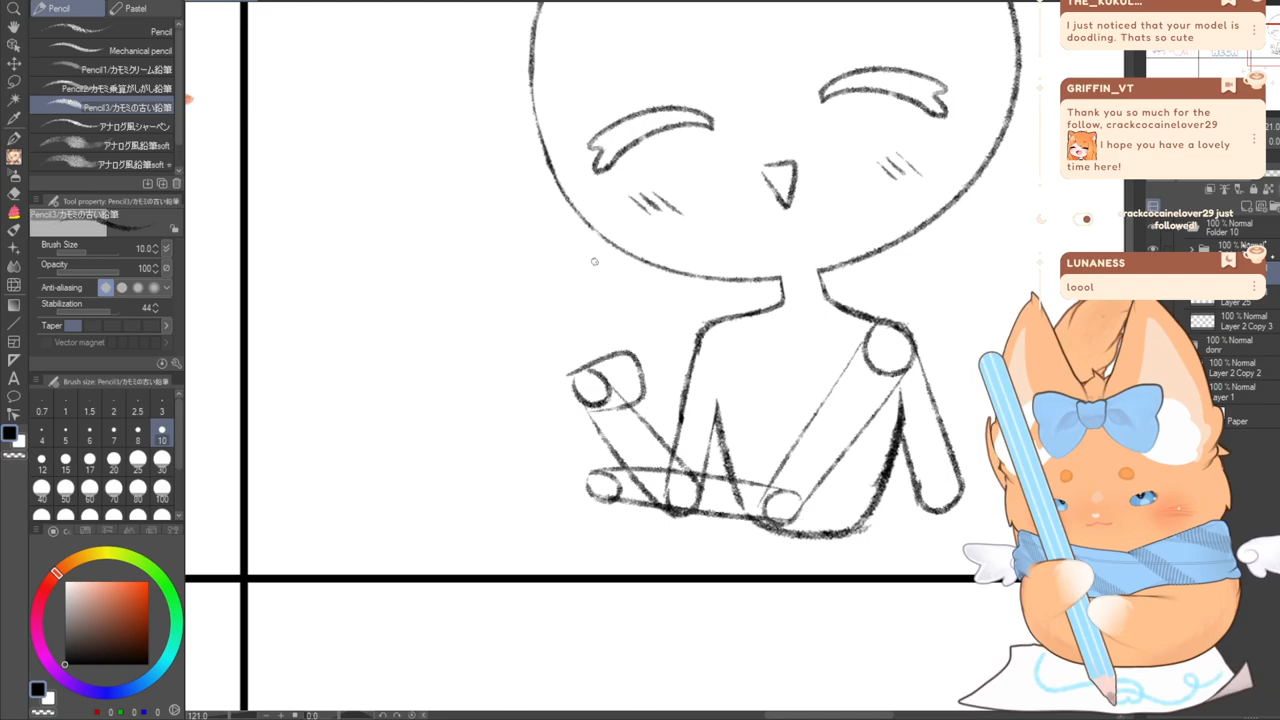 Pencil
Pastel
Pencil
Mechanical pencil
Pencil1/カモミクリーム鉛筆
Pencil3/カモミの古い鉛筆
アナログ風シャーペン
アナログ風鉛筆soft
Tool property: Pencil3/カモミの古い鉛筆
Pencil3/カモミの古い鉛筆
Brush Size 10.0
Opacity 100
Anti-aliasing
Stabilization 44
Taper
Vector magnet
Brush size: Pencil3/カモミの古い鉛筆
0.7 1 1.5 2 2.5 3
4 5 6 7 8 10
12 15 17 20 25 30
40 50 60 70 80 100
0 0 0
121.0
0.0
I just noticed that your model is
doodling. Thats so cute
GRIFFIN_VT
Thank you so much for the
follow, crackcocainelover29
I hope you have a lovely
time here!
crackcocainelover29 just
followed!
LUNANESS
loool
100 % Normal
Folder 10
Layer 25
100 % Normal
Layer 2 Copy 3
100 % Normal
100 % Normal
Layer 2 Copy 2
100 % Normal
Paper